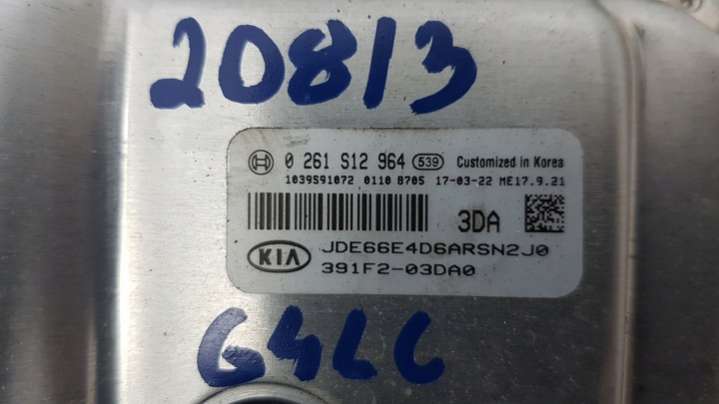 20813
0 261 S12 964 539 Customized in Korea
1039S91072 0110 8705 17-03-22 ME17.9.21
3DA
KIA JDE66E4D6ARSN2J0
391F2-03DA0
G4LC